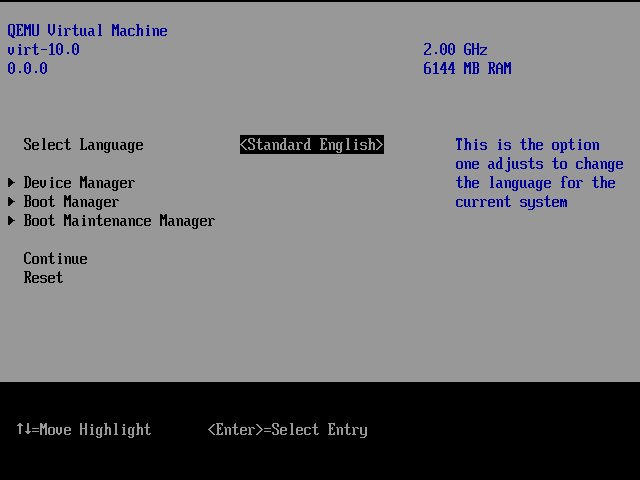 QEMU Virtual Machine
virt-10.0 2.00 GHz
0.0.0 6144 MB RAM
Select Language <Standard English> This is the option
one adjusts to change
Device Manager the language for the
Boot Manager current system
Boot Maintenance Manager
Continue
Reset
↑↓=Move Highlight <Enter>=Select Entry